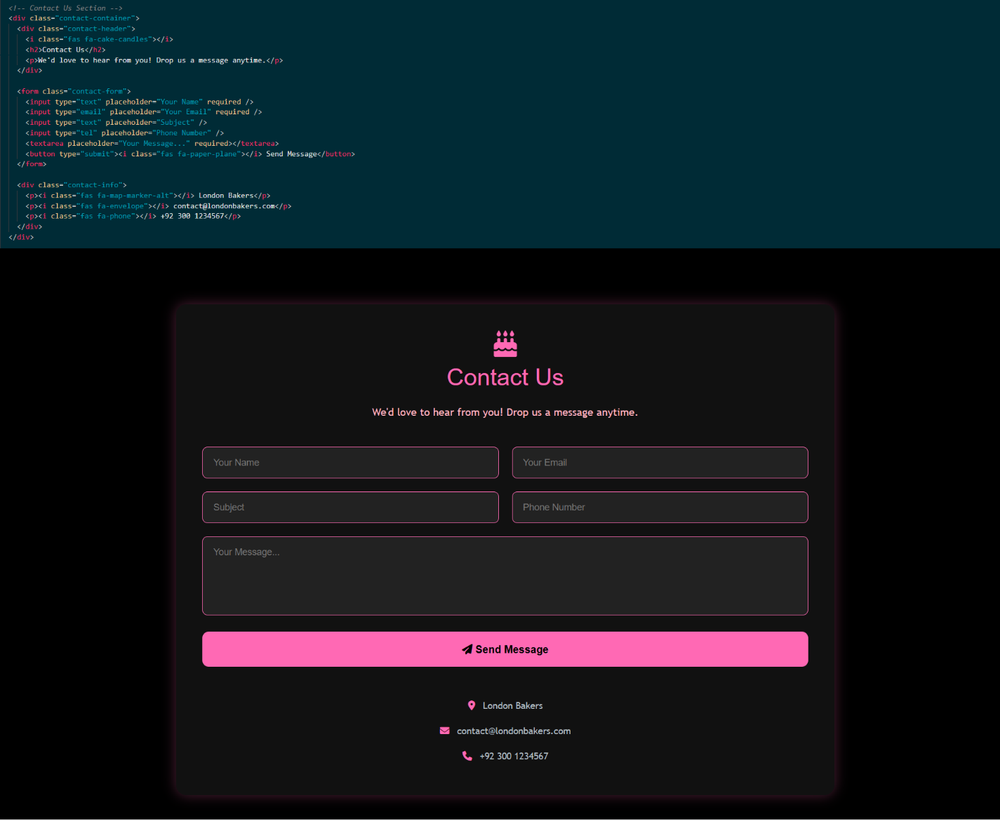 <!-- Contact Us Section -->
<div class="contact-container">
<div class="contact-header">
<i class="fas fa-cake-candles"></i>
<h2>Contact Us</h2>
<p>We'd love to hear from you! Drop us a message anytime.</p>
</div>
<form class="contact-form">
<input type="text" placeholder="Your Name" required />
<input type="email" placeholder="Your Email" required />
<input type="text" placeholder="Subject" />
<input type="tel" placeholder="Phone Number" />
<textarea placeholder="Your Message..." required></textarea>
<button type="submit"><i class="fas fa-paper-plane"></i> Send Message</button>
</form>
<div class="contact-info">
<p><i class="fas fa-map-marker-alt"></i> London Bakers</p>
<p><i class="fas fa-envelope"></i> contact@londonbakers.com</p>
<p><i class="fas fa-phone"></i> +92 300 1234567</p>
</div>
</div>
Contact Us
We'd love to hear from you! Drop us a message anytime.
Your Name
Your Email
Subject
Phone Number
Your Message...
Send Message
London Bakers
contact@londonbakers.com
+92 300 1234567